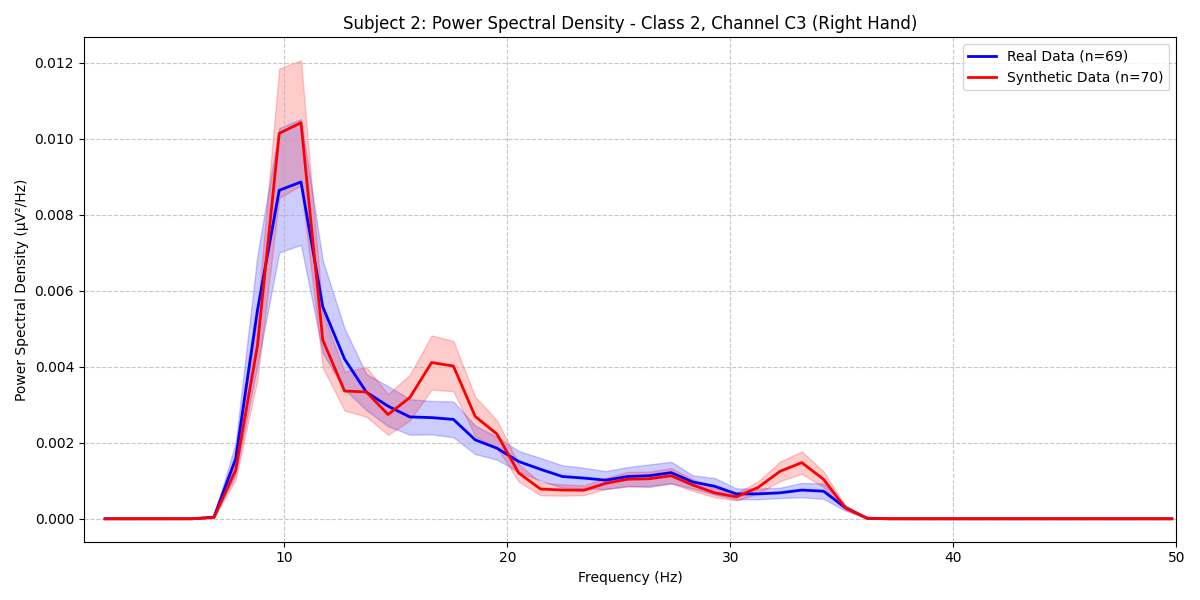 Subject 2: Power Spectral Density - Class 2, Channel C3 (Right Hand)
Real Data (n=69)
Synthetic Data (n=70)
Power Spectral Density (μV²/Hz)
0.012
0.010
0.008
0.006
0.004
0.002
0.000
10
20
30
40
50
Frequency (Hz)